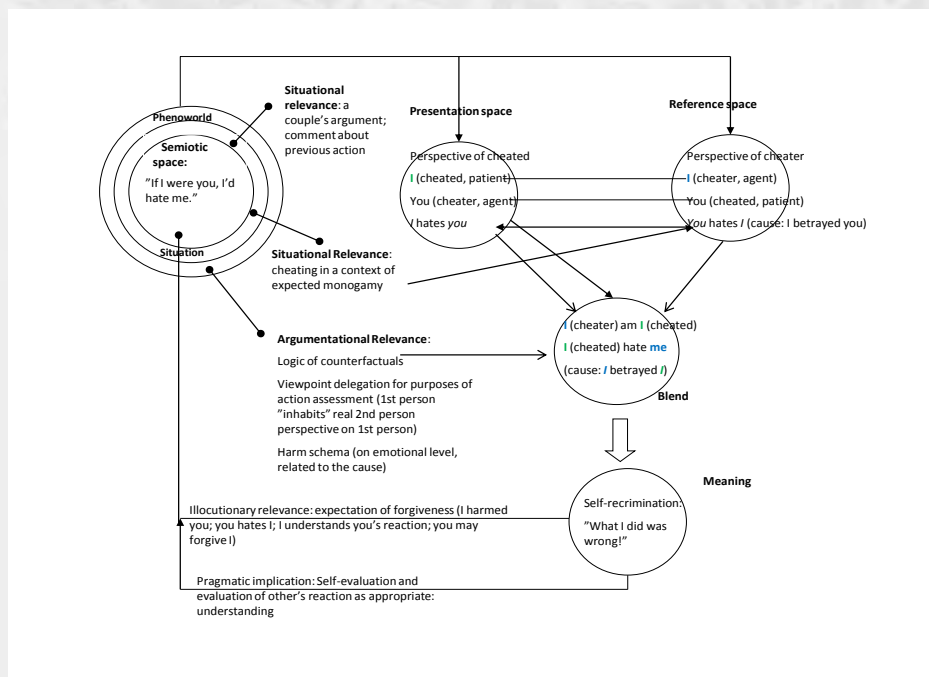 Phenoworld
Semiotic
space:
”If I were you, I’d
hate me.”
Situation
Situational
relevance: a
couple’s argument;
comment about
previous action
Situational Relevance:
cheating in a context of
expected monogamy
Argumentational Relevance:
Logic of counterfactuals
Viewpoint delegation for purposes of
action assessment (1st person
”inhabits” real 2nd person
perspective on 1st person)
Harm schema (on emotional level,
related to the cause)
Presentation space
Perspective of cheated
I (cheated, patient)
You (cheater, agent)
I hates you
Reference space
Perspective of cheater
I (cheater, agent)
You (cheated, patient)
You hates I (cause: I betrayed you)
I (cheater) am I (cheated)
I (cheated) hate me
(cause: I betrayed I)
Blend
Meaning
Self-recrimination:
”What I did was
wrong!”
Illocutionary relevance: expectation of forgiveness (I harmed
you; you hates I; I understands you’s reaction; you may
forgive I)
Pragmatic implication: Self-evaluation and
evaluation of other’s reaction as appropriate:
understanding